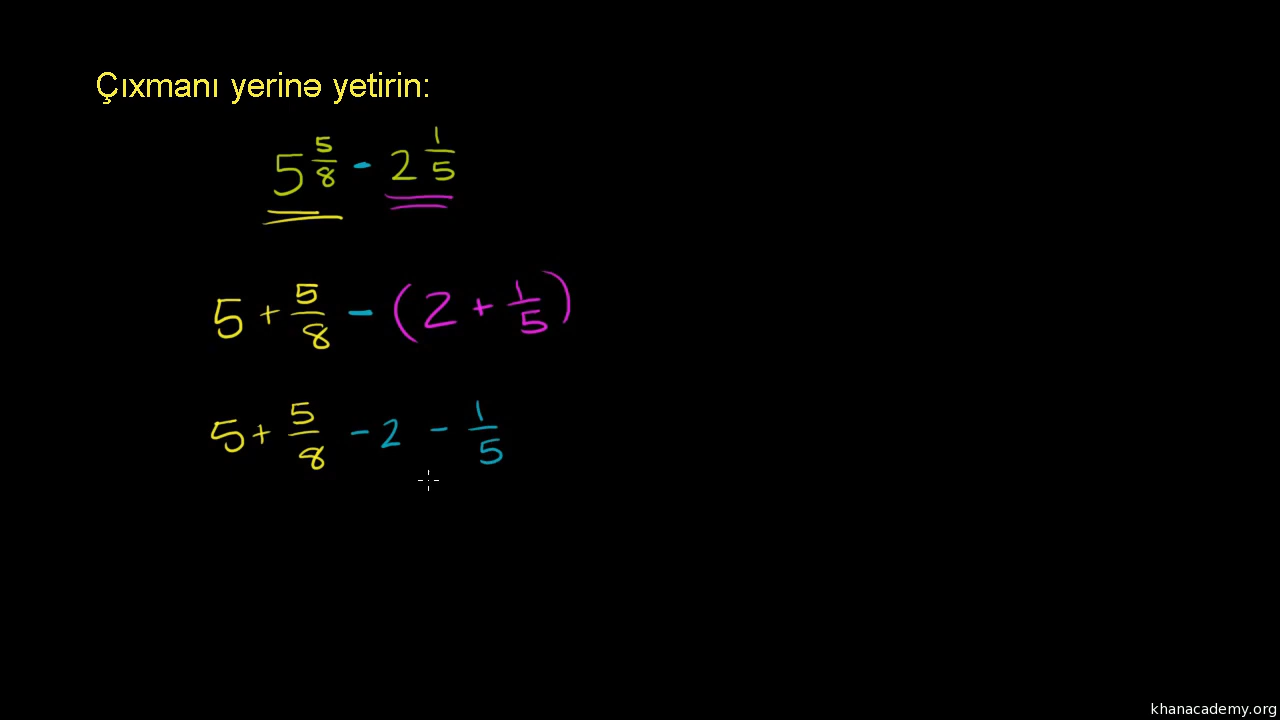 Çıxmanı yerinə yetirin:
5 5/8 - 2 1/5
5 + 5/8 - (2 + 1/5)
5 + 5/8 - 2 - 1/5
khanacademy.org